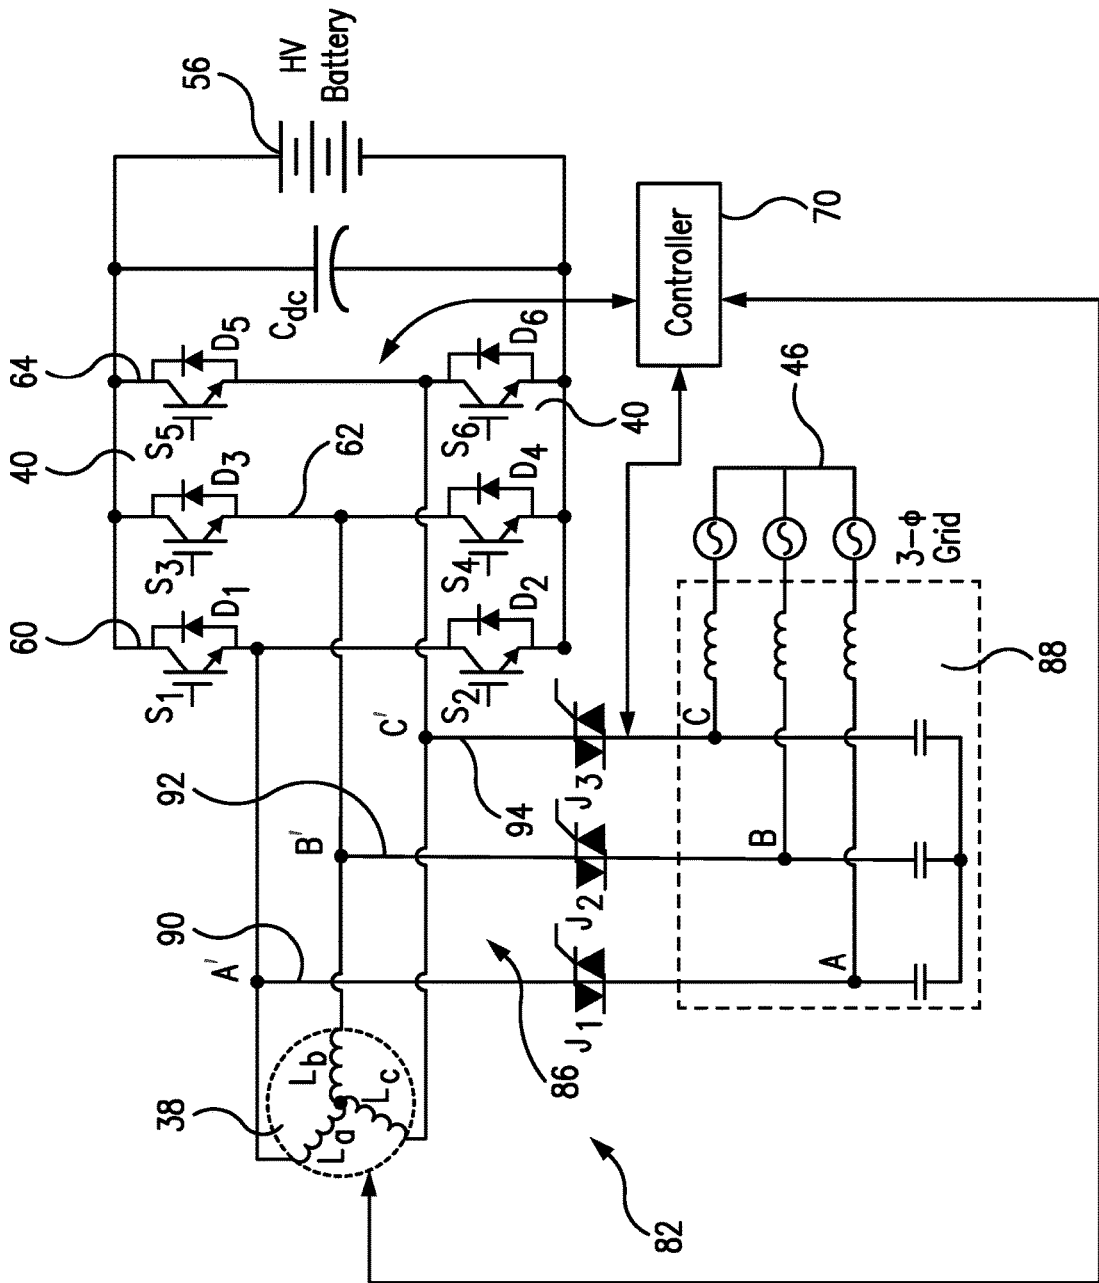 HV
Battery
56
Cdc
64
40
S5
D5
S6
D6
40
62
S3
D3
S4
D4
60
S1
D1
S2
D2
Controller
70
46
3-ϕ
Grid
88
C'
B'
A'
92
94
90
J3
J2
J1
C
B
A
86
82
38
La
Lb
Lc